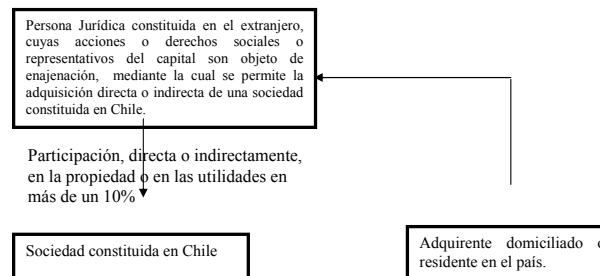 Persona Jurídica constituida en el extranjero,
cuyas acciones o derechos sociales o
representativos del capital son objeto de
enajenación, mediante la cual se permite la
adquisición directa o indirecta de una sociedad
constituida en Chile.
Participación, directa o indirectamente,
en la propiedad o en las utilidades en
más de un 10%
Sociedad constituida en Chile
Adquirente domiciliado
residente en el país.